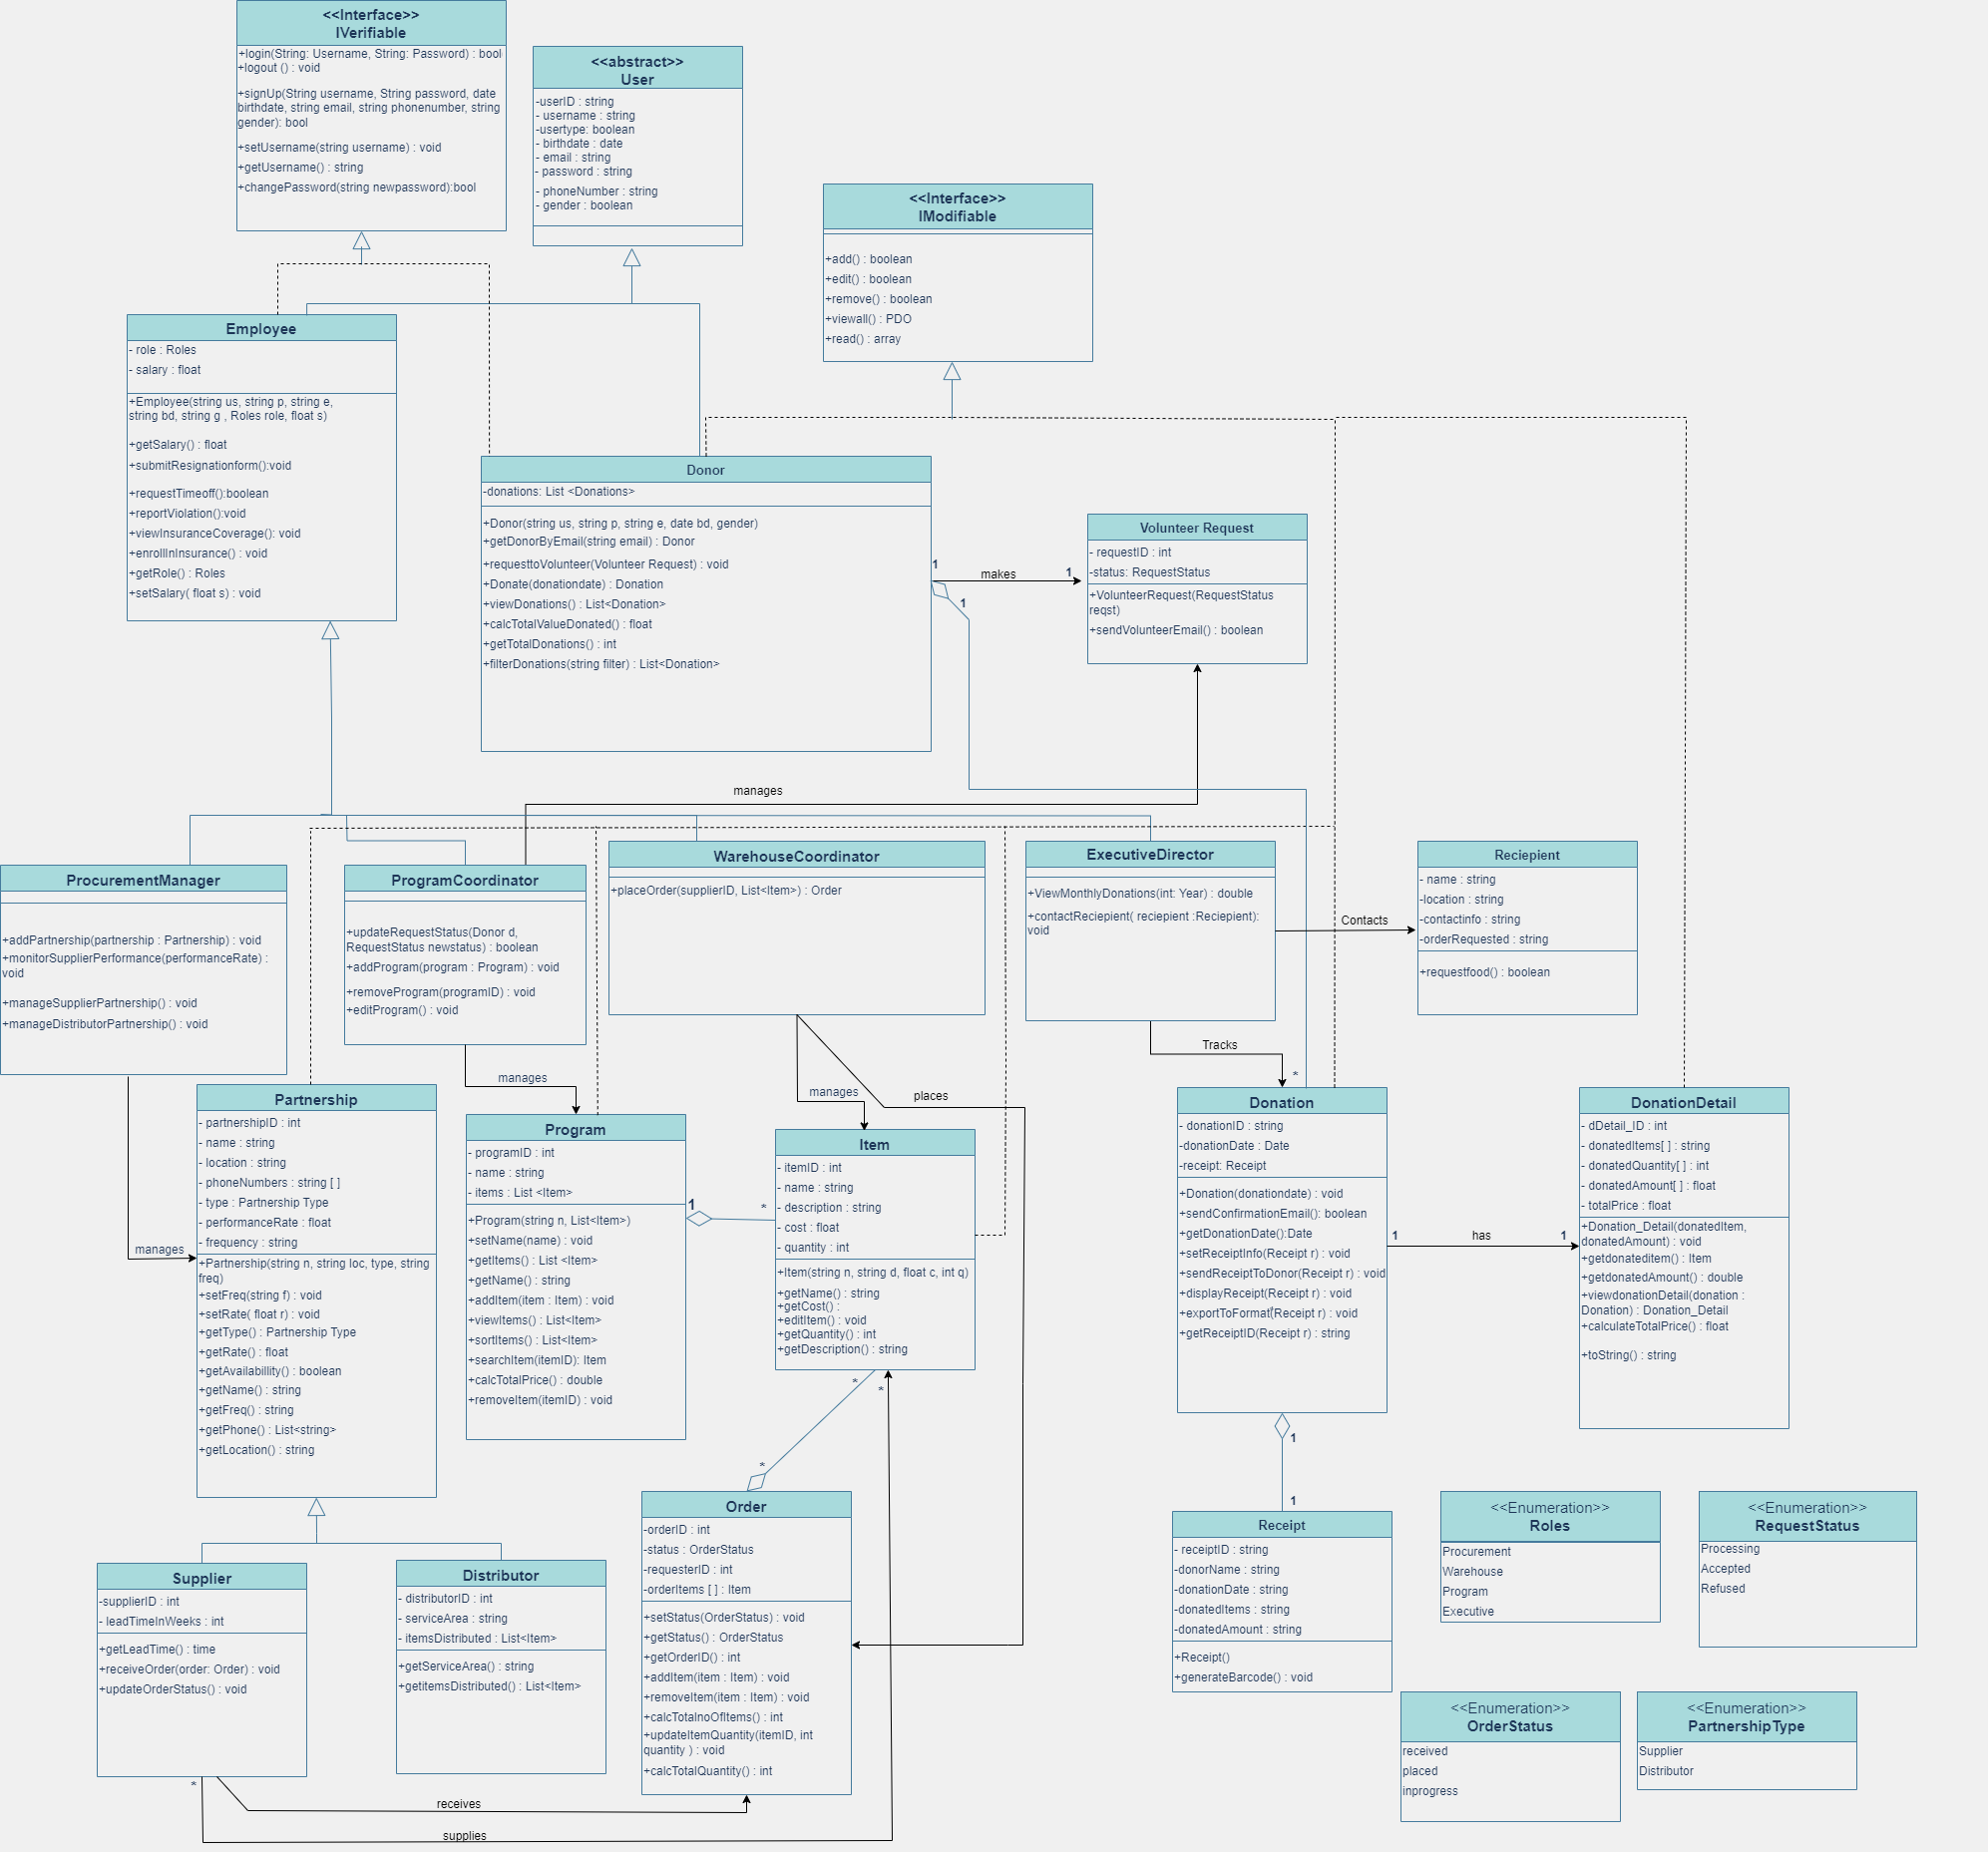 <<Interface>>
IVerifiable
+login(String: Username, String: Password) : bool
+logout () : void
+signUp(String username, String password, date
birthdate, string email, string phonenumber, string
gender): bool
+setUsername(string username) : void
+getUsername() : string
+changePassword(string newpassword):bool
<<abstract>>
User
-userID : string
- username : string
-usertype: boolean
- birthdate : date
- email : string
- password : string
- phoneNumber : string
- gender : boolean
<<Interface>>
IModifiable
+add() : boolean
+edit() : boolean
+remove() : boolean
+viewall() : PDO
+read() : array
Employee
- role : Roles
- salary : float
+Employee(string us, string p, string e,
string bd, string g , Roles role, float s)
+getSalary() : float
+submitResignationform():void
+requestTimeoff():boolean
+reportViolation():void
+viewInsuranceCoverage(): void
+enrollInInsurance() : void
+getRole() : Roles
+setSalary( float s) : void
Donor
-donations: List <Donations>
+Donor(string us, string p, string e, date bd, gender)
+getDonorByEmail(string email) : Donor
+requesttoVolunteer(Volunteer Request) : void
+Donate(donationdate) : Donation
+viewDonations() : List<Donation>
+calcTotalValueDonated() : float
+getTotalDonations() : int
+filterDonations(string filter) : List<Donation>
1
makes
1
1
Volunteer Request
- requestID : int
-status: RequestStatus
+VolunteerRequest(RequestStatus
reqst)
+sendVolunteerEmail() : boolean
manages
ProcurementManager
+addPartnership(partnership : Partnership) : void
+monitorSupplierPerformance(performanceRate) :
void
+manageSupplierPartnership() : void
+manageDistributorPartnership() : void
ProgramCoordinator
+updateRequestStatus(Donor d,
RequestStatus newstatus) : boolean
+addProgram(program : Program) : void
+removeProgram(programID) : void
+editProgram() : void
WarehouseCoordinator
+placeOrder(supplierID, List<Item>) : Order
ExecutiveDirector
+ViewMonthlyDonations(int: Year) : double
+contactReciepient( reciepient :Reciepient):
void
Contacts
Reciepient
- name : string
-location : string
-contactinfo : string
-orderRequested : string
+requestfood() : boolean
manages
manages
manages
places
Tracks
*
Partnership
- partnershipID : int
- name : string
- location : string
- phoneNumbers : string [ ]
- type : Partnership Type
- performanceRate : float
- frequency : string
+Partnership(string n, string loc, type, string
freq)
+setFreq(string f) : void
+setRate( float r) : void
+getType() : Partnership Type
+getRate() : float
+getAvailabillity() : boolean
+getName() : string
+getFreq() : string
+getPhone() : List<string>
+getLocation() : string
Program
- programID : int
- name : string
- items : List <Item>
+Program(string n, List<Item>)
+setName(name) : void
+getItems() : List <Item>
+getName() : string
+addItem(item : Item) : void
+viewItems() : List<Item>
+sortItems() : List<Item>
+searchItem(itemID): Item
+calcTotalPrice() : double
+removeItem(itemID) : void
1
*
Item
- itemID : int
- name : string
- description : string
- cost : float
- quantity : int
+Item(string n, string d, float c, int q)
+getName() : string
+getCost() :
+editItem() : void
+getQuantity() : int
+getDescription() : string
*
*
*
Donation
- donationID : string
-donationDate : Date
-receipt: Receipt
+Donation(donationdate) : void
+sendConfirmationEmail(): boolean
+getDonationDate():Date
+setReceiptInfo(Receipt r) : void
+sendReceiptToDonor(Receipt r) : void
+displayReceipt(Receipt r) : void
+exportToFormat(Receipt r) : void
+getReceiptID(Receipt r) : string
1
has
1
DonationDetail
- dDetail_ID : int
- donatedItems[ ] : string
- donatedQuantity[ ] : int
- donatedAmount[ ] : float
- totalPrice : float
+Donation_Detail(donatedItem,
donatedAmount) : void
+getdonateditem() : Item
+getdonatedAmount() : double
+viewdonationDetail(donation :
Donation) : Donation_Detail
+calculateTotalPrice() : float
+toString() : string
1
1
Supplier
-supplierID : int
- leadTimeInWeeks : int
+getLeadTime() : time
+receiveOrder(order: Order) : void
+updateOrderStatus() : void
*
Distributor
- distributorID : int
- serviceArea : string
- itemsDistributed : List<Item>
+getServiceArea() : string
+getitemsDistributed() : List<Item>
Order
-orderID : int
-status : OrderStatus
-requesterID : int
-orderItems [ ] : Item
+setStatus(OrderStatus) : void
+getStatus() : OrderStatus
+getOrderID() : int
+addItem(item : Item) : void
+removeItem(item : Item) : void
+calcTotalnoOfItems() : int
+updateItemQuantity(itemID, int
quantity ) : void
+calcTotalQuantity() : int
receives
supplies
Receipt
- receiptID : string
-donorName : string
-donationDate : string
-donatedItems : string
-donatedAmount : string
+Receipt()
+generateBarcode() : void
<<Enumeration>>
Roles
Procurement
Warehouse
Program
Executive
<<Enumeration>>
RequestStatus
Processing
Accepted
Refused
<<Enumeration>>
OrderStatus
received
placed
inprogress
<<Enumeration>>
PartnershipType
Supplier
Distributor